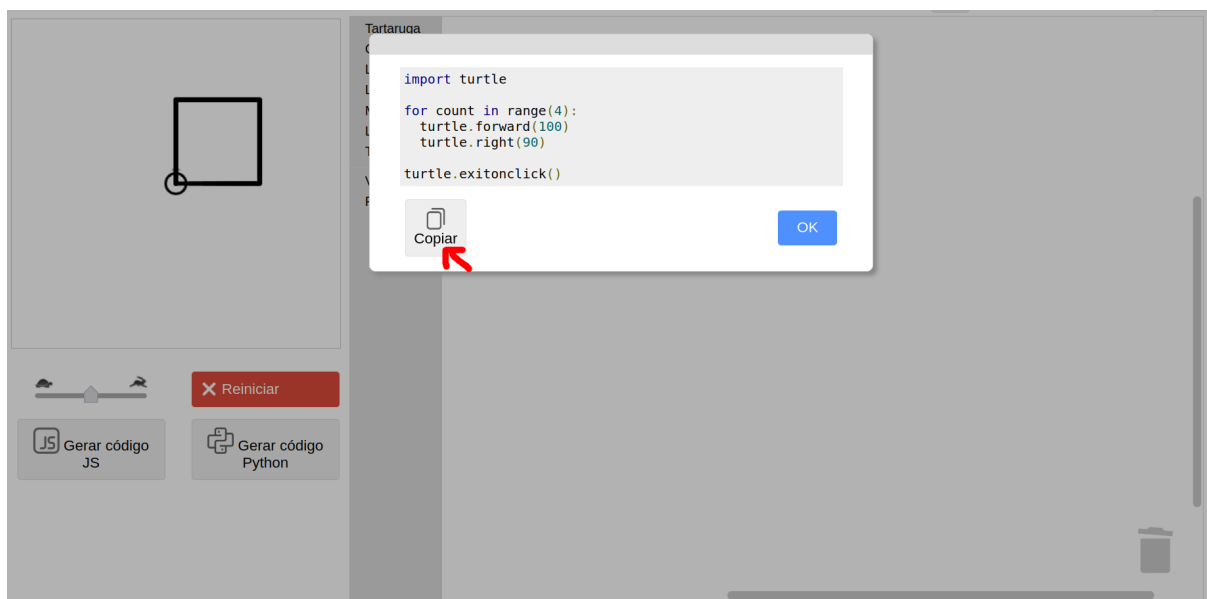 Tartaruga
import turtle
for count in range(4):
turtle.forward(100)
turtle.right(90)
turtle.exitonclick()
Copiar
OK
Reiniciar
JS Gerar código
JS
Gerar código
Python